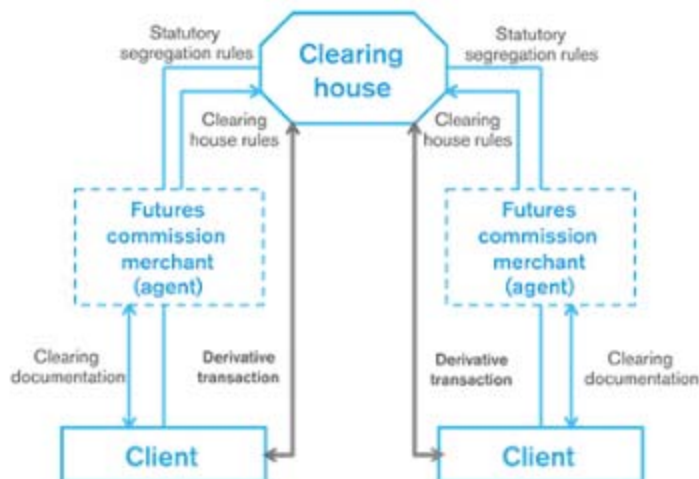 Statutory
segregation rules
Clearing
house
Statutory
segregation rules
Clearing
house rules
Clearing
house rules
Futures
commission
merchant
(agent)
Futures
commission
merchant
(agent)
Clearing
documentation
Derivative
transaction
Derivative
transaction
Clearing
documentation
Client
Client